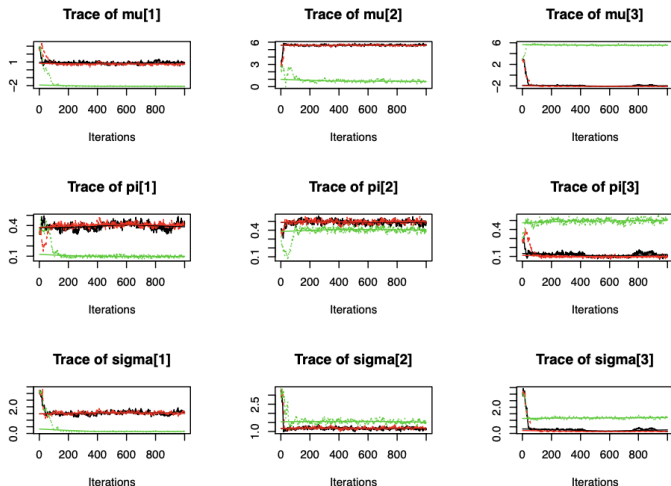 Trace of mu[1]
Trace of mu[2]
Trace of mu[3]
1
-2
0 200 400 600 800
Iterations
6
3
1
0
0 200 400 600 800
Iterations
6
2
-2
0 200 400 600 800
Iterations
Trace of pi[1]
Trace of pi[2]
Trace of pi[3]
0.4
0.1
0 200 400 600 800
Iterations
0.4
0.1
0 200 400 600 800
Iterations
0.4
0.1
0 200 400 600 800
Iterations
Trace of sigma[1]
Trace of sigma[2]
Trace of sigma[3]
2.0
0.0
0 200 400 600 800
Iterations
2.5
1.0
0 200 400 600 800
Iterations
2.0
0.0
0 200 400 600 800
Iterations